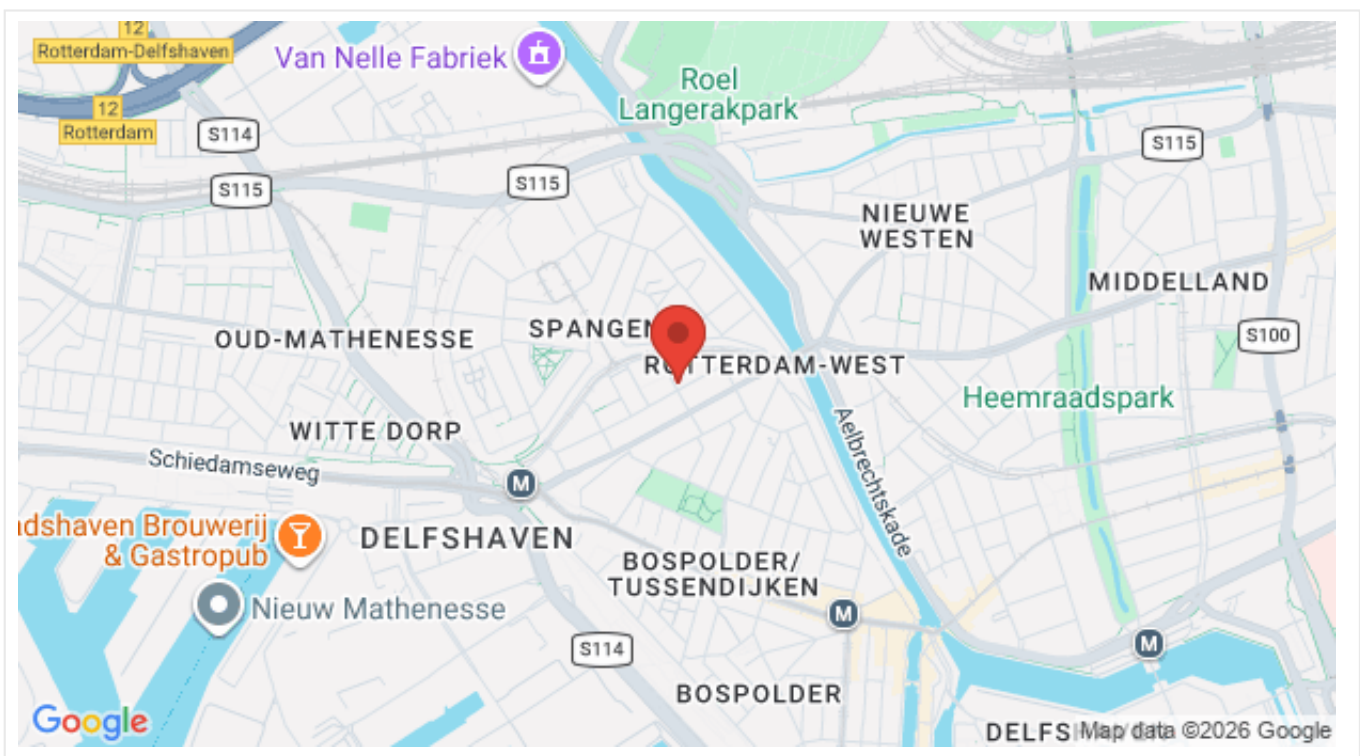 12
Rotterdam-Delfshaven
Van Nelle Fabriek
Roel
Langerakpark
12
Rotterdam
S114
S115
S115
S115
NIEUWE
WESTEN
MIDDELLAND
OUD-MATHENESSE
SPANGEN
S100
ROTTERDAM-WEST
Heemraadspark
WITTE DORP
Aelbrechtskade
Schiedamseweg
M
adshaven Brouwerij
& Gastropub
DELFSHAVEN
BOSPOLDER/
TUSSENDIJKEN
Nieuw Mathenesse
M
M
S114
BOSPOLDER
Google
DELFS
Map data ©2026 Google